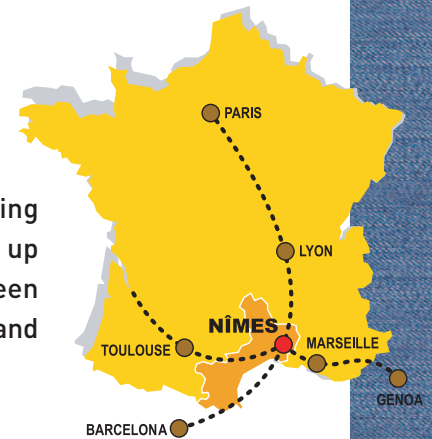 PARIS
ing
up
LYON
een
and
NÎMES
MARSEILLE
TOULOUSE
GENOA
BARCELONA